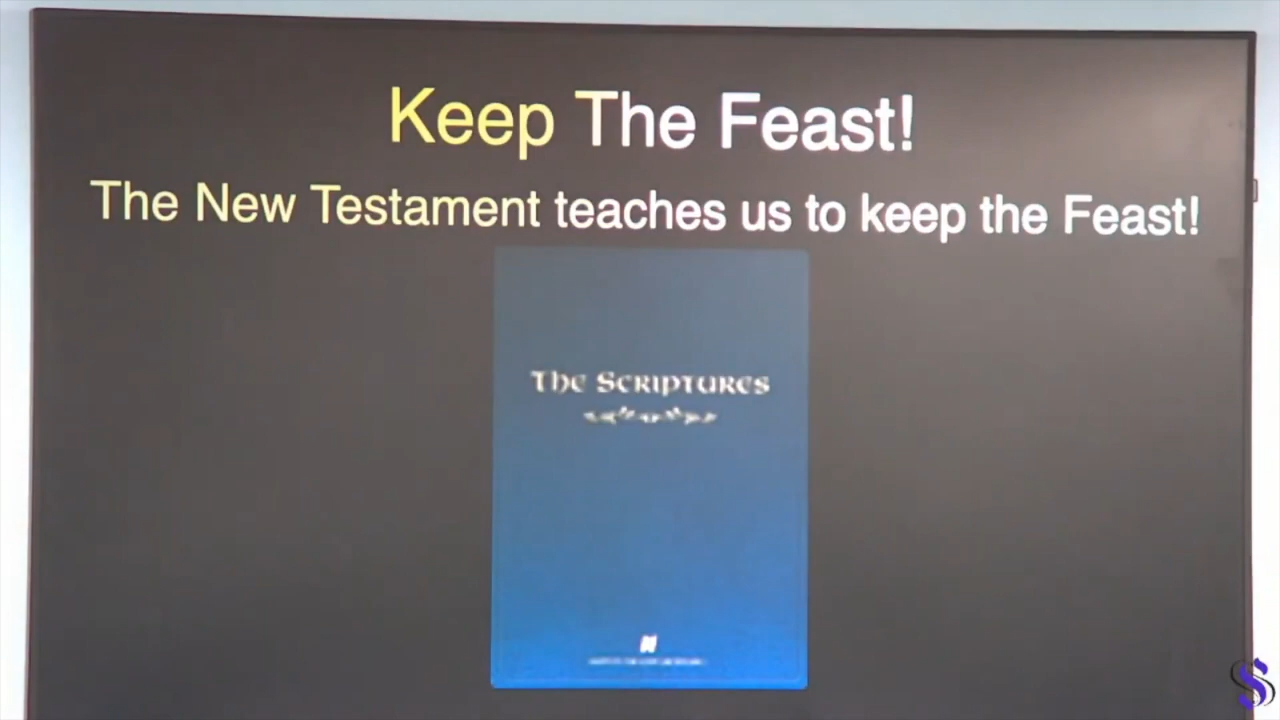 Keep The Feast!
The New Testament teaches us to keep the Feast!
The Scriptures